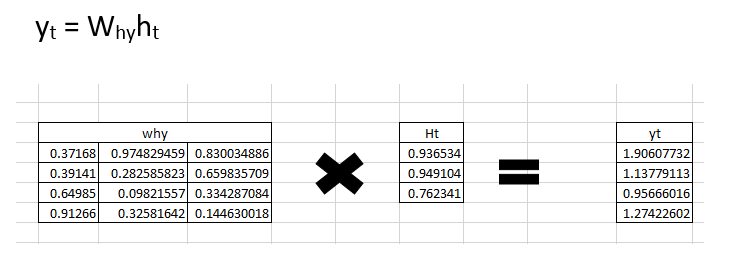 yt = Whyht
why Ht yt
0.37168 0.974829459 0.830034886 0.936534 1.90607732
0.39141 0.282585823 0.659835709 0.949104 1.13779113
0.64985 0.09821557 0.334287084 0.762341 0.95666016
0.91266 0.32581642 0.144630018 1.27422602